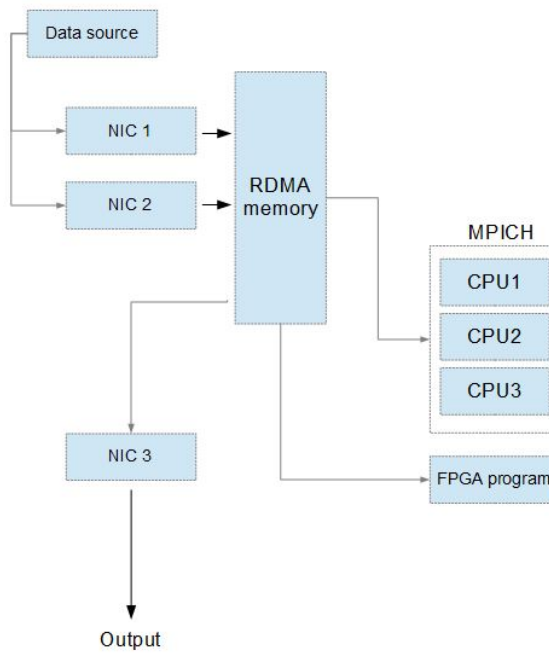 Data source
NIC 1
NIC 2
RDMA
memory
MPICH
CPU1
CPU2
CPU3
NIC 3
FPGA program
Output